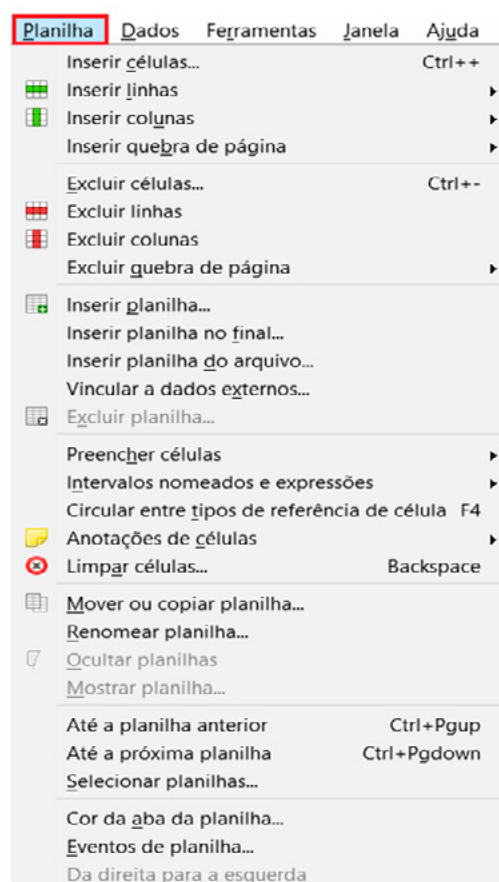 Planilha Dados Ferramentas Janela Ajuda
Inserir células... Ctrl++
Inserir linhas
Inserir colunas
Inserir quebra de página
Excluir células... Ctrl+-
Excluir linhas
Excluir colunas
Excluir quebra de página
Inserir planilha...
Inserir planilha no final...
Inserir planilha do arquivo...
Vincular a dados externos...
Excluir planilha...
Preencher células
Intervalos nomeados e expressões
Circular entre tipos de referência de célula F4
Anotações de células
Limpar células... Backspace
Mover ou copiar planilha...
Renomear planilha...
Ocultar planilhas
Mostrar planilha...
Até a planilha anterior Ctrl+Pgup
Até a próxima planilha Ctrl+Pgdown
Selecionar planilhas...
Cor da aba da planilha...
Eventos de planilha...
Da direita para a esquerda